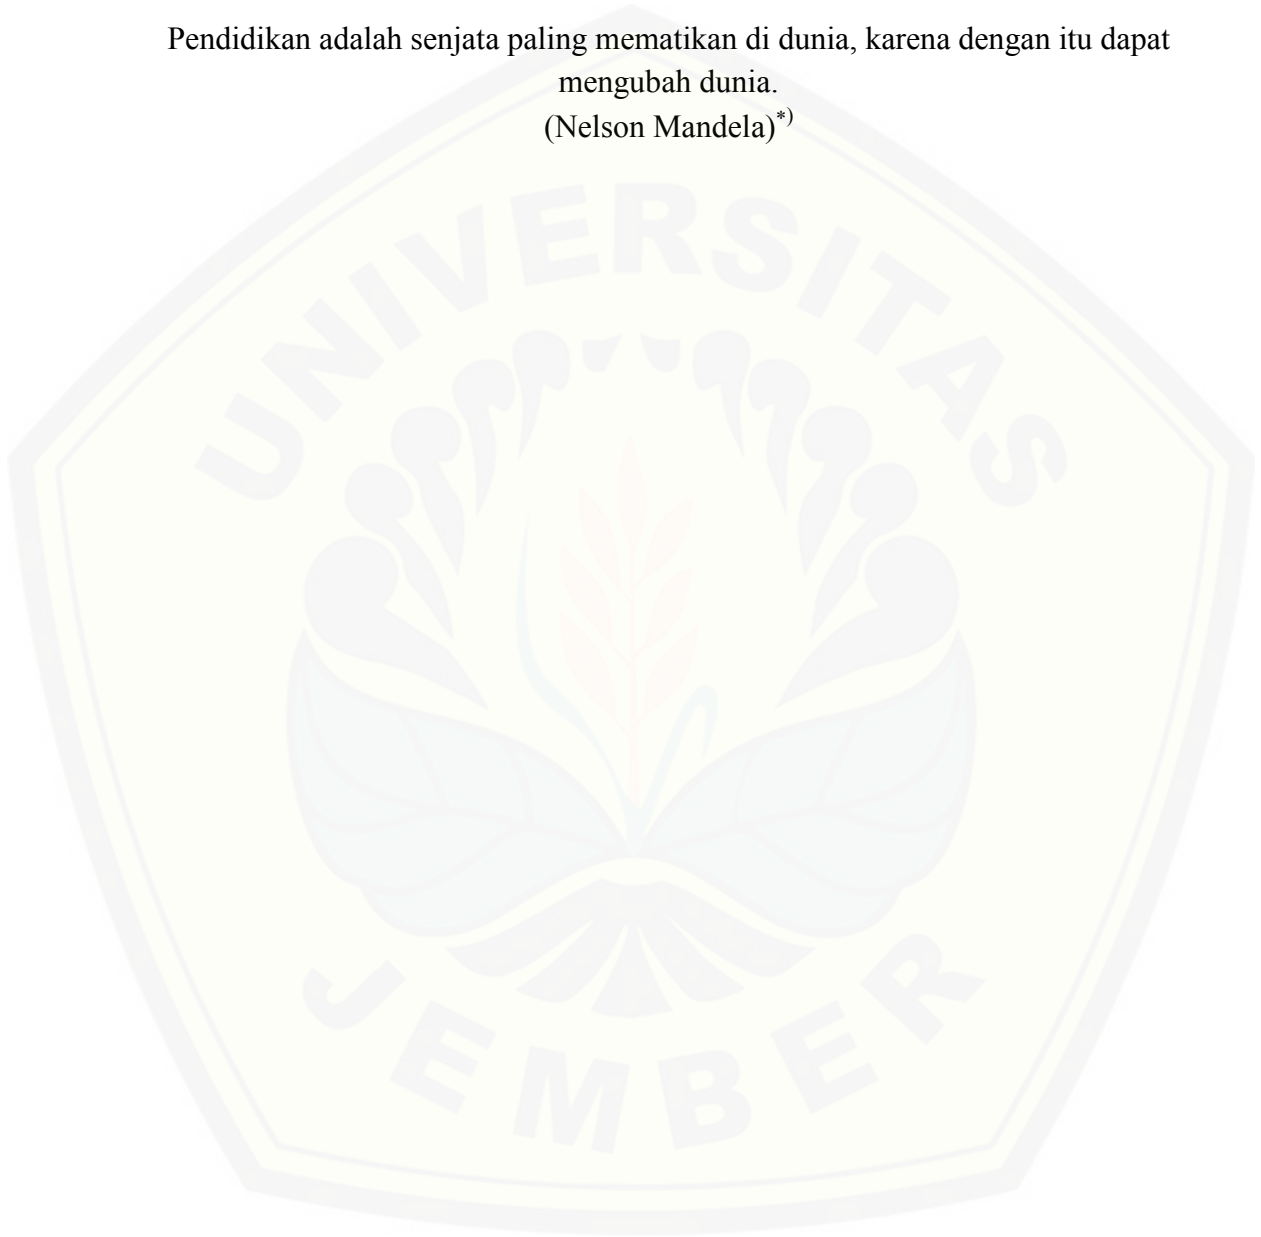 Pendidikan adalah senjata paling mematikan di dunia, karena dengan itu dapat
mengubah dunia.
(Nelson Mandela)*)
UNIVERSITAS
JEMBER